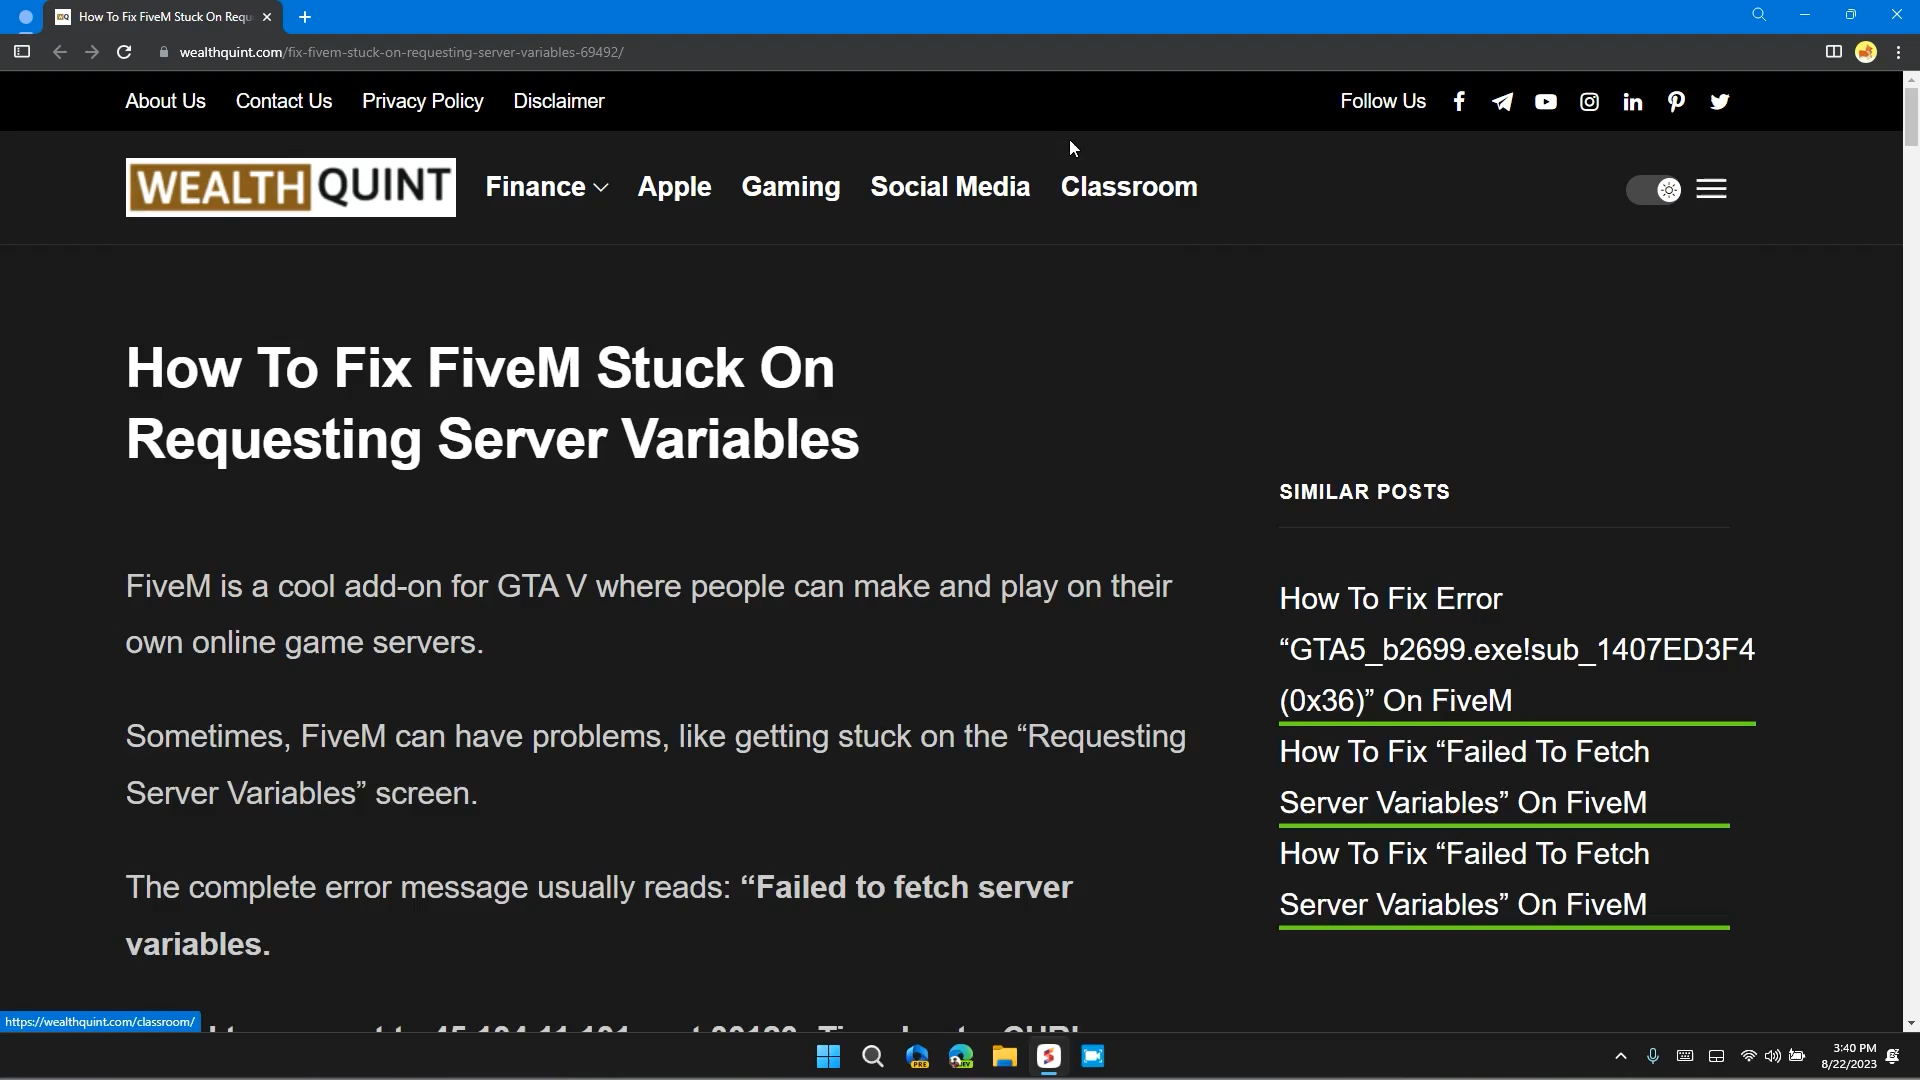 How To Fix FiveM Stuck On Requ
wealthquint.com/fix-fivem-stuck-on-requesting-server-variables-69492/
About Us Contact Us Privacy Policy Disclaimer Follow Us
WEALTH QUINT Finance Apple Gaming Social Media Classroom
How To Fix FiveM Stuck On
Requesting Server Variables
FiveM is a cool add-on for GTA V where people can make and play on their
own online game servers.
Sometimes, FiveM can have problems, like getting stuck on the “Requesting
Server Variables” screen.
The complete error message usually reads: “Failed to fetch server
variables.
SIMILAR POSTS
How To Fix Error
“GTA5_b2699.exe!sub_1407ED3F4
(0x36)” On FiveM
How To Fix “Failed To Fetch
Server Variables” On FiveM
How To Fix “Failed To Fetch
Server Variables” On FiveM
https://wealthquint.com/classroom/
3:40 PM
8/22/2023